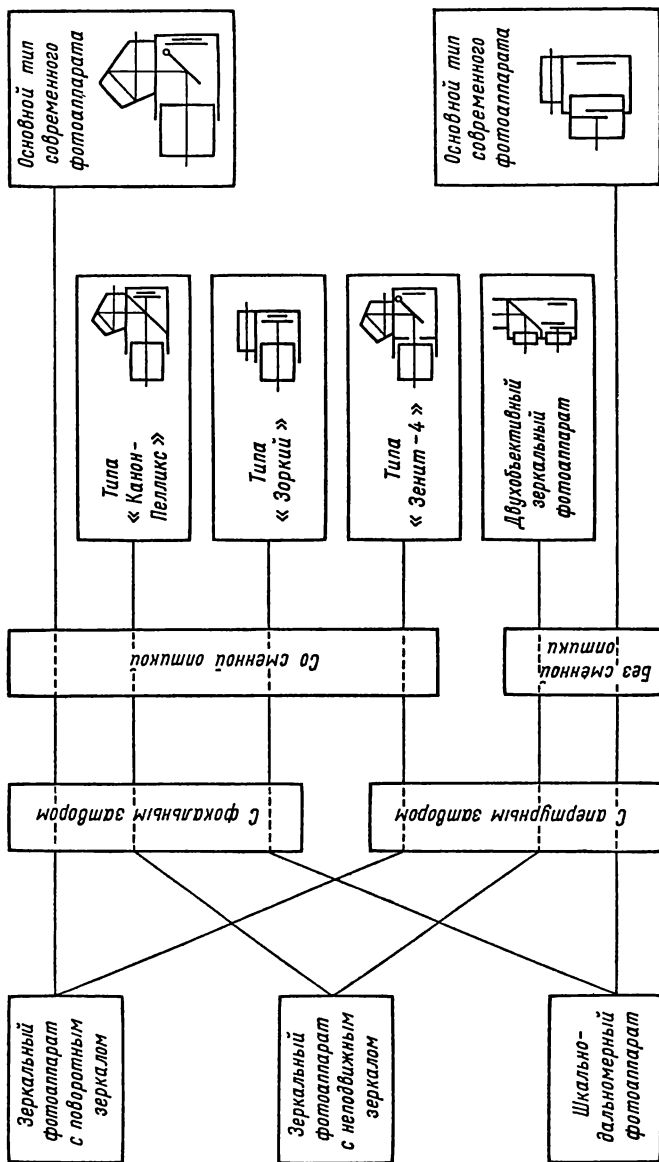 Зеркальный
фотоаппарат
с поворотным
зеркалом
Зеркальный
фотоаппарат
с неподвижным
зеркалом
Шкально-
дальномерный
фотоаппарат
С фокальным затвором
С апертурным затвором
Со сменной оптикой
Без сменной
оптики
Типа
« Канон-
Пелликс »
Типа
« Зоркий »
Типа
« Зенит-4 »
Двухобъективный
зеркальный
фотоаппарат
Основной тип
современного
фотоаппарата
Основной тип
современного
фотоаппарата